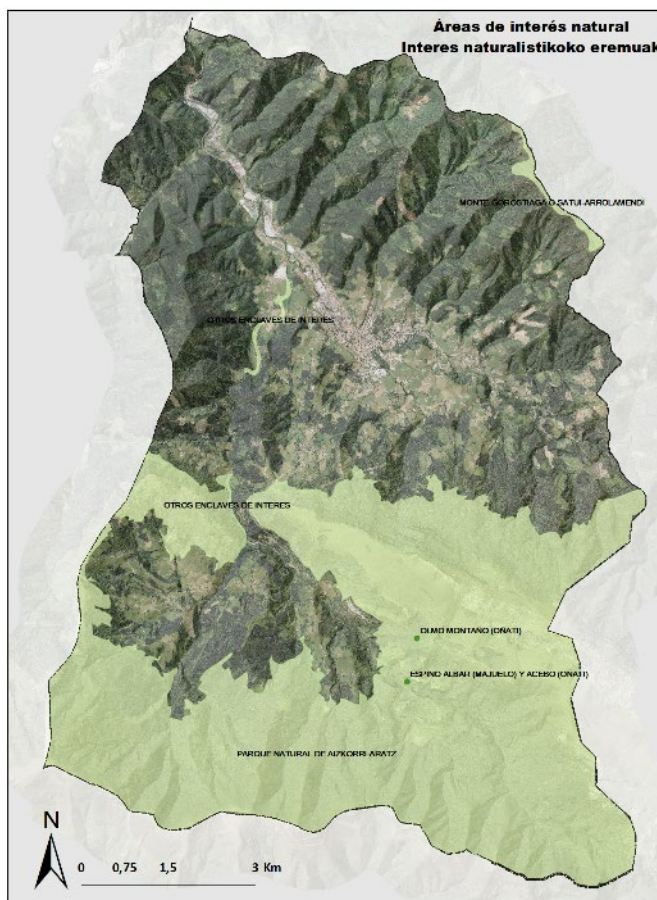 Áreas de interés natural
Interes naturalistikoko eremuak
MONTE GOROSTIAGA O SATUI-ARROLAMENDI
OTROS ENCLAVES DE INTERES
OTROS ENCLAVES DE INTERES
OLMO MONTAÑO (OÑATI)
ESPINO ALBAR (MAJUELO) Y ACEBO (OÑATI)
PARQUE NATURAL DE AIZKORRI-ARATZ
N
0 0,75 1,5 3 Km